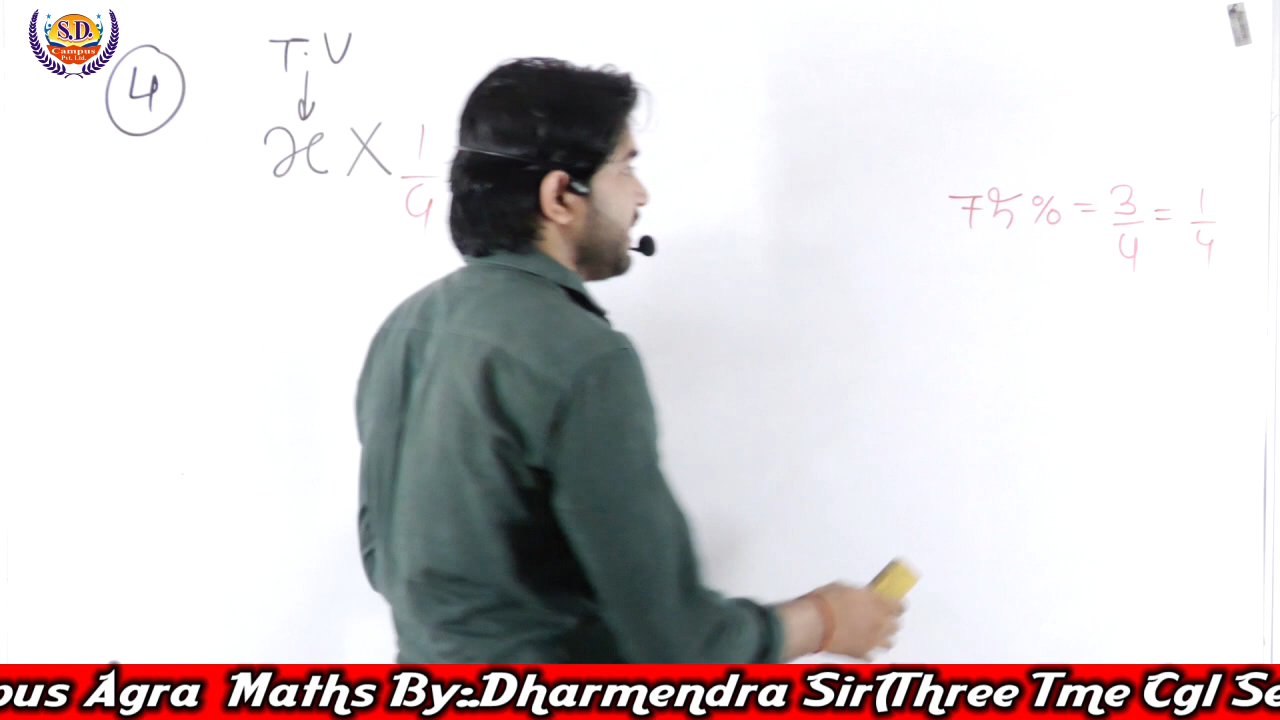 S.D.
Campus
Pvt. Ltd.
4
T.V
x X 1/4
75% = 3/4 = 1/4
pus Agra Maths By:.Dharmendra Sir(Three Tme Cgl Se